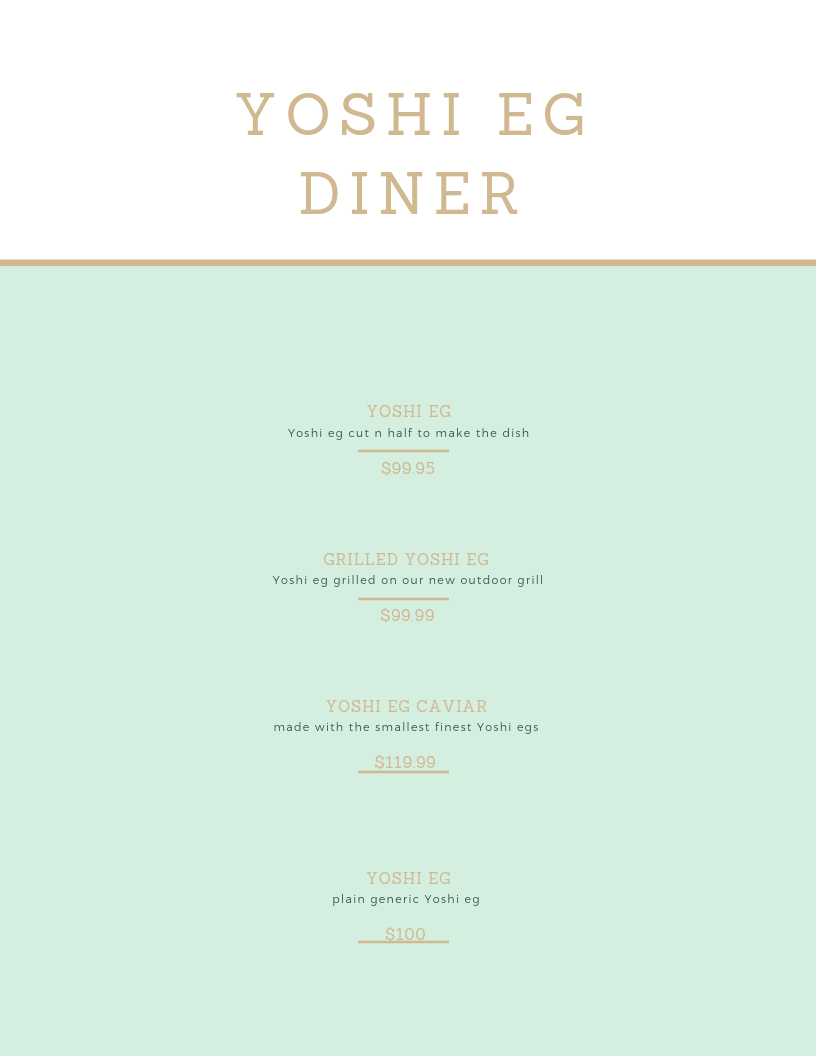 YOSHI EG
DINER
YOSHI EG
Yoshi eg cut n half to make the dish
$99.95
GRILLED YOSHI EG
Yoshi eg grilled on our new outdoor grill
$99.99
YOSHI EG CAVIAR
made with the smallest finest Yoshi egs
$119.99
YOSHI EG
plain generic Yoshi eg
$100